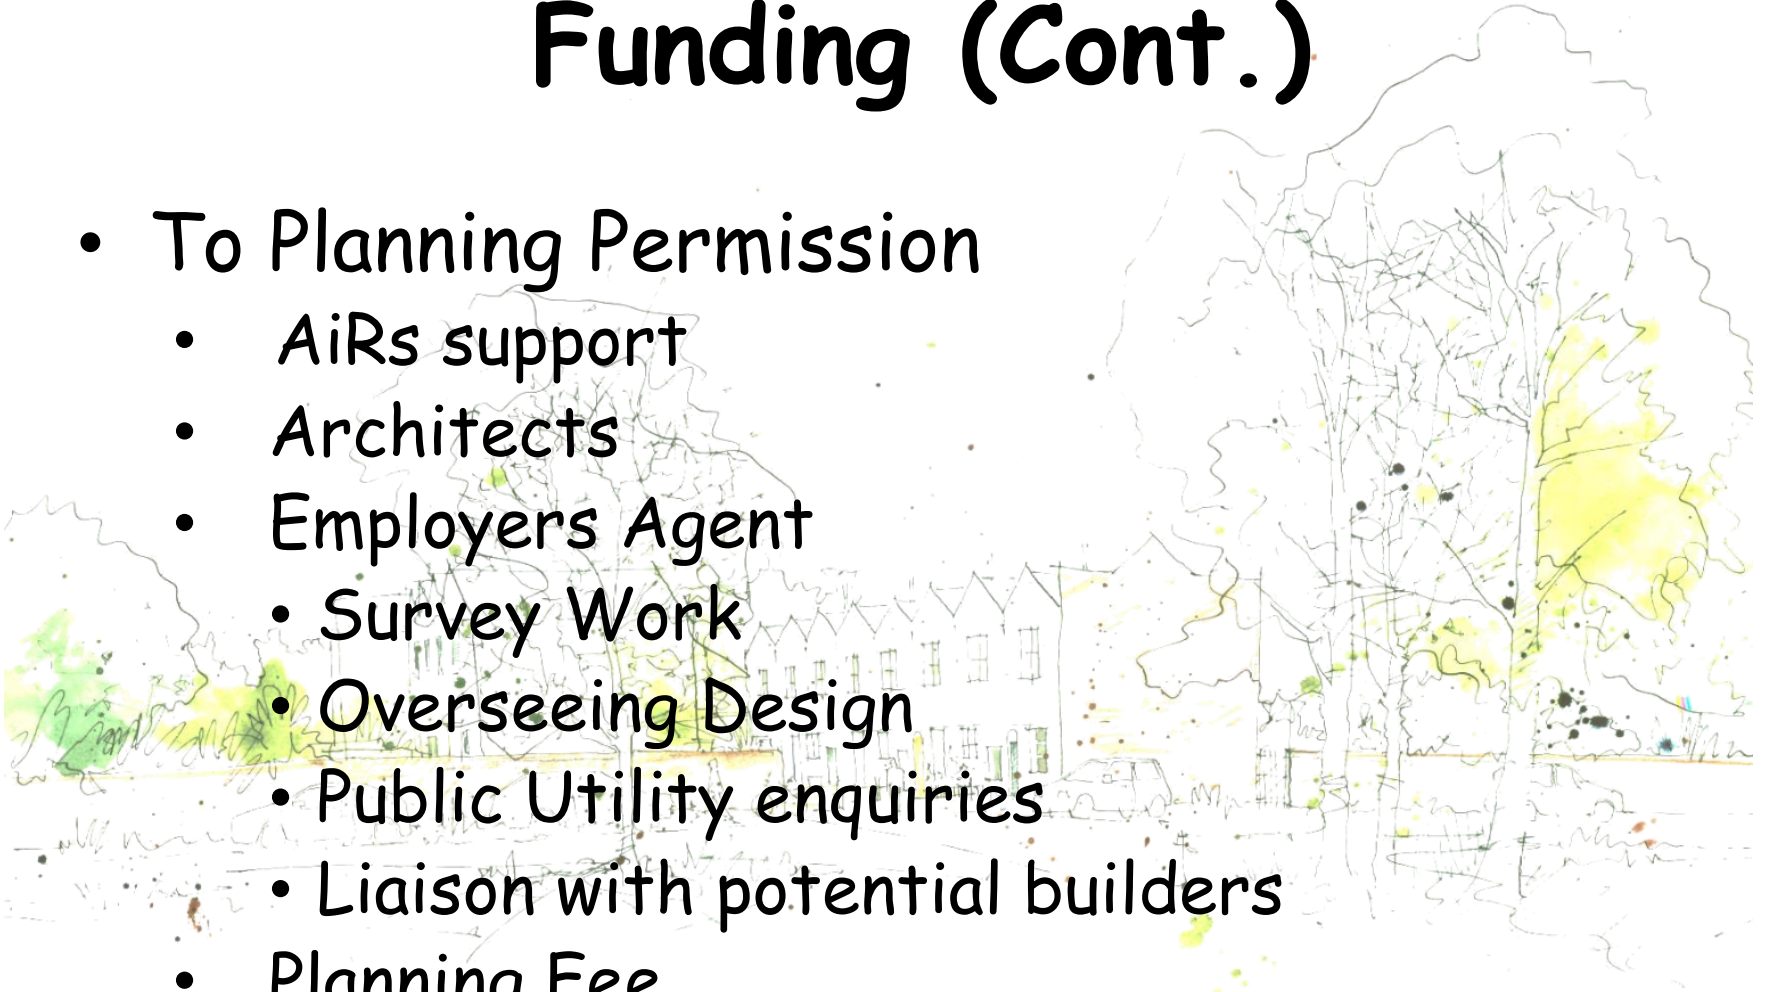 Funding (Cont.)
• To Planning Permission
• AiRs support
• Architects
• Employers Agent
• Survey Work
• Overseeing Design
• Public Utility enquiries
• Liaison with potential builders
• Planning Fee